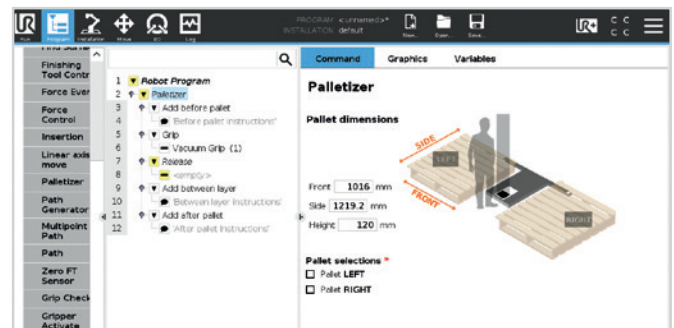 PROGRAM <unnamed>*
INSTALLATION default
Run
Program
Installation
Move
I/O
Log
New...
Open...
Save...
C C
C C
Finishing
Tool Contr
Force Ever
Force
Control
Insertion
Linear axis
move
Palletizer
Path
Generator
Multipoint
Path
Path
Zero FT
Sensor
Grip Check
Gripper
Activate
1 Robot Program
2 Palletizer
3 Add before pallet
4 'Before pallet instructions'
5 Grip
6 Vacuum Grip (1)
7 Release
8 <empty>
9 Add between layer
10 'Between layer instructions'
11 Add after pallet
12 'After pallet instructions'
Command Graphics Variables
Palletizer
Pallet dimensions
SIDE
LEFT
FRONT
RIGHT
Front 1016 mm
Side 1219.2 mm
Height 120 mm
Pallet selections *
Pallet LEFT
Pallet RIGHT